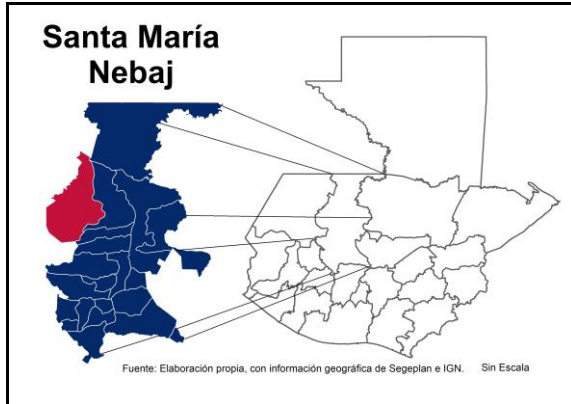 Santa María
Nebaj
Fuente: Elaboración propia, con información geográfica de Segeplan e IGN. Sin Escala